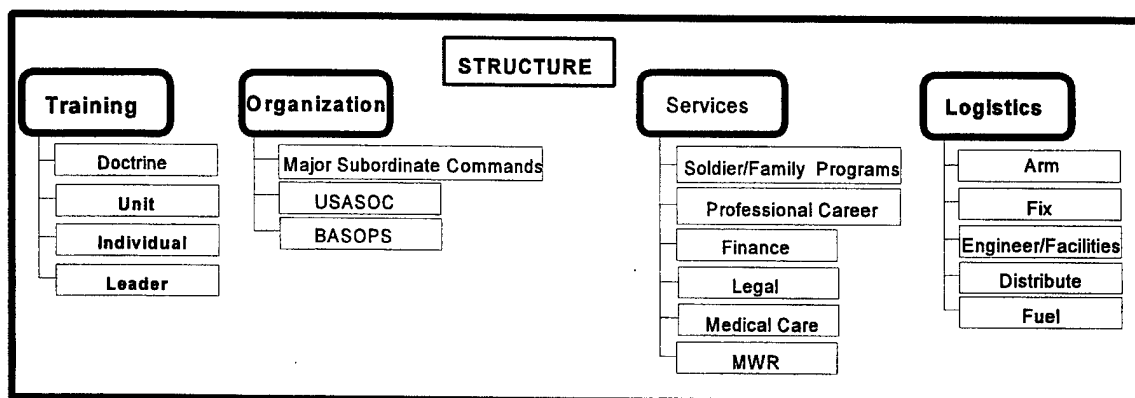 STRUCTURE
Training
Doctrine
Unit
Individual
Leader
Organization
Major Subordinate Commands
USASOC
BASOPS
Services
Soldier/Family Programs
Professional Career
Finance
Legal
Medical Care
MWR
Logistics
Arm
Fix
Engineer/Facilities
Distribute
Fuel